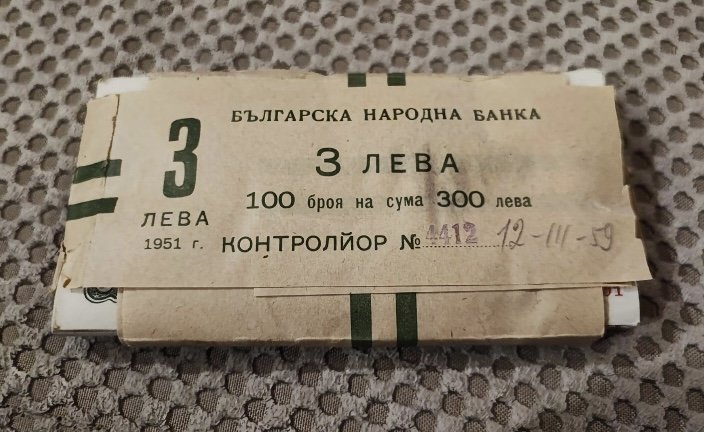 БЪЛГАРСКА НАРОДНА БАНКА
3
3 ЛЕВА
ЛЕВА
100 броя на сума 300 лева
1951 г.
КОНТРОЛЙОР № 4412 12-III-59